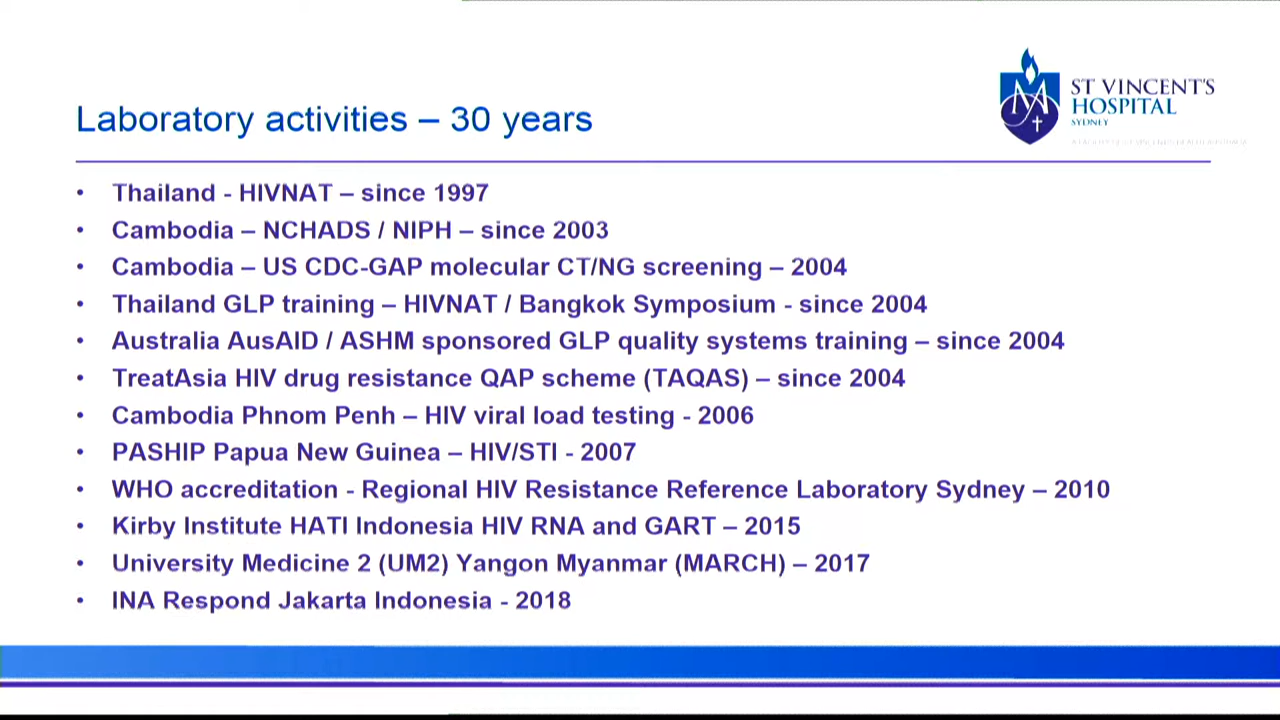 ST VINCENT'S
HOSPITAL
SYDNEY
Laboratory activities – 30 years
• Thailand - HIVNAT – since 1997
• Cambodia – NCHADS / NIPH – since 2003
• Cambodia – US CDC-GAP molecular CT/NG screening – 2004
• Thailand GLP training – HIVNAT / Bangkok Symposium - since 2004
• Australia AusAID / ASHM sponsored GLP quality systems training – since 2004
• TreatAsia HIV drug resistance QAP scheme (TAQAS) – since 2004
• Cambodia Phnom Penh – HIV viral load testing - 2006
• PASHIP Papua New Guinea – HIV/STI - 2007
• WHO accreditation - Regional HIV Resistance Reference Laboratory Sydney – 2010
• Kirby Institute HATI Indonesia HIV RNA and GART – 2015
• University Medicine 2 (UM2) Yangon Myanmar (MARCH) – 2017
• INA Respond Jakarta Indonesia - 2018